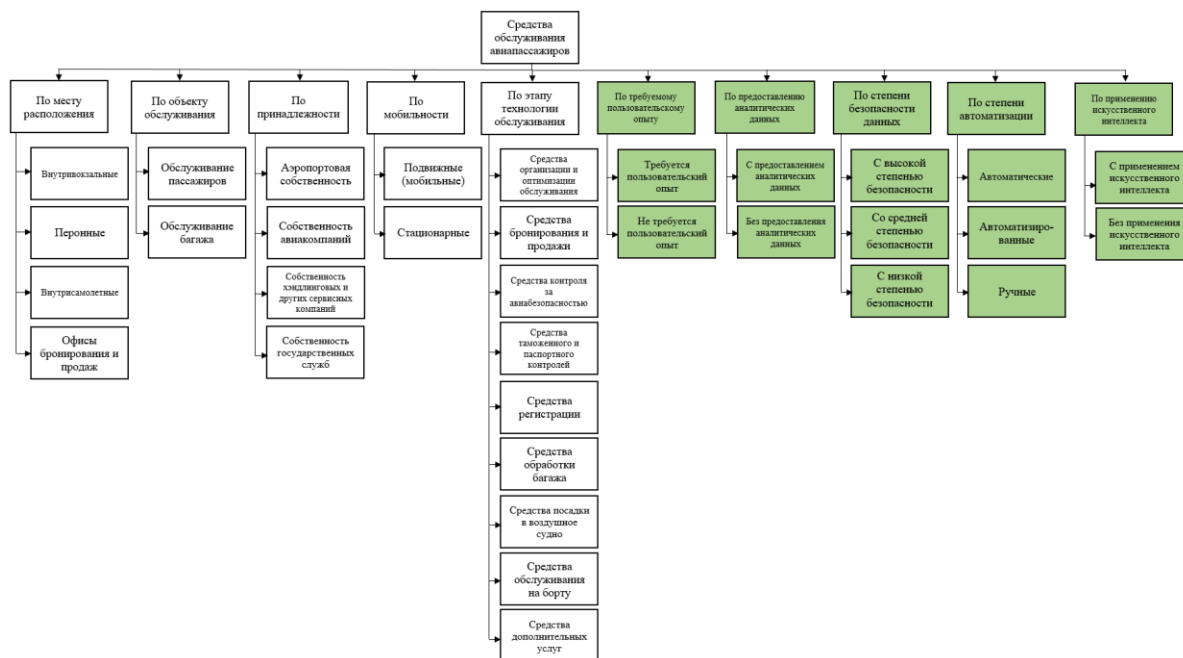 Средства
обслуживания
авиапассажиров
По месту
расположения
Внутривокзальные
Перонные
Внутрисамолетные
Офисы
бронирования и
продаж
По объекту
обслуживания
Обслуживание
пассажиров
Обслуживание
багажа
По
принадлежности
Аэропортовая
собственность
Собственность
авиакомпаний
Собственность
хэндлинговых и
других сервисных
компаний
Собственность
государственных
служб
По
мобильности
Подвижные
(мобильные)
Стационарные
По этапу
технологии
обслуживания
Средства
организации и
оптимизации
обслуживания
Средства
бронирования и
продажи
Средства контроля
за
авиабезопасностью
Средства
таможенного и
паспортного
контролей
Средства
регистрации
Средства
обработки
багажа
Средства посадки
в воздушное
судно
Средства
обслуживания
на борту
Средства
дополнительных
услуг
По требуемому
пользовательскому
опыту
Требуется
пользовательский
опыт
Не требуется
пользовательский
опыт
По предоставлению
аналитических
данных
С предоставлением
аналитических
данных
Без предоставления
аналитических
данных
По степени
безопасности
данных
С высокой
степенью
безопасности
Со средней
степенью
безопасности
С низкой
степенью
безопасности
По степени
автоматизации
Автоматические
Автоматизиро-
ванные
Ручные
По применению
искусственного
интеллекта
С применением
искусственного
интеллекта
Без применения
искусственного
интеллекта